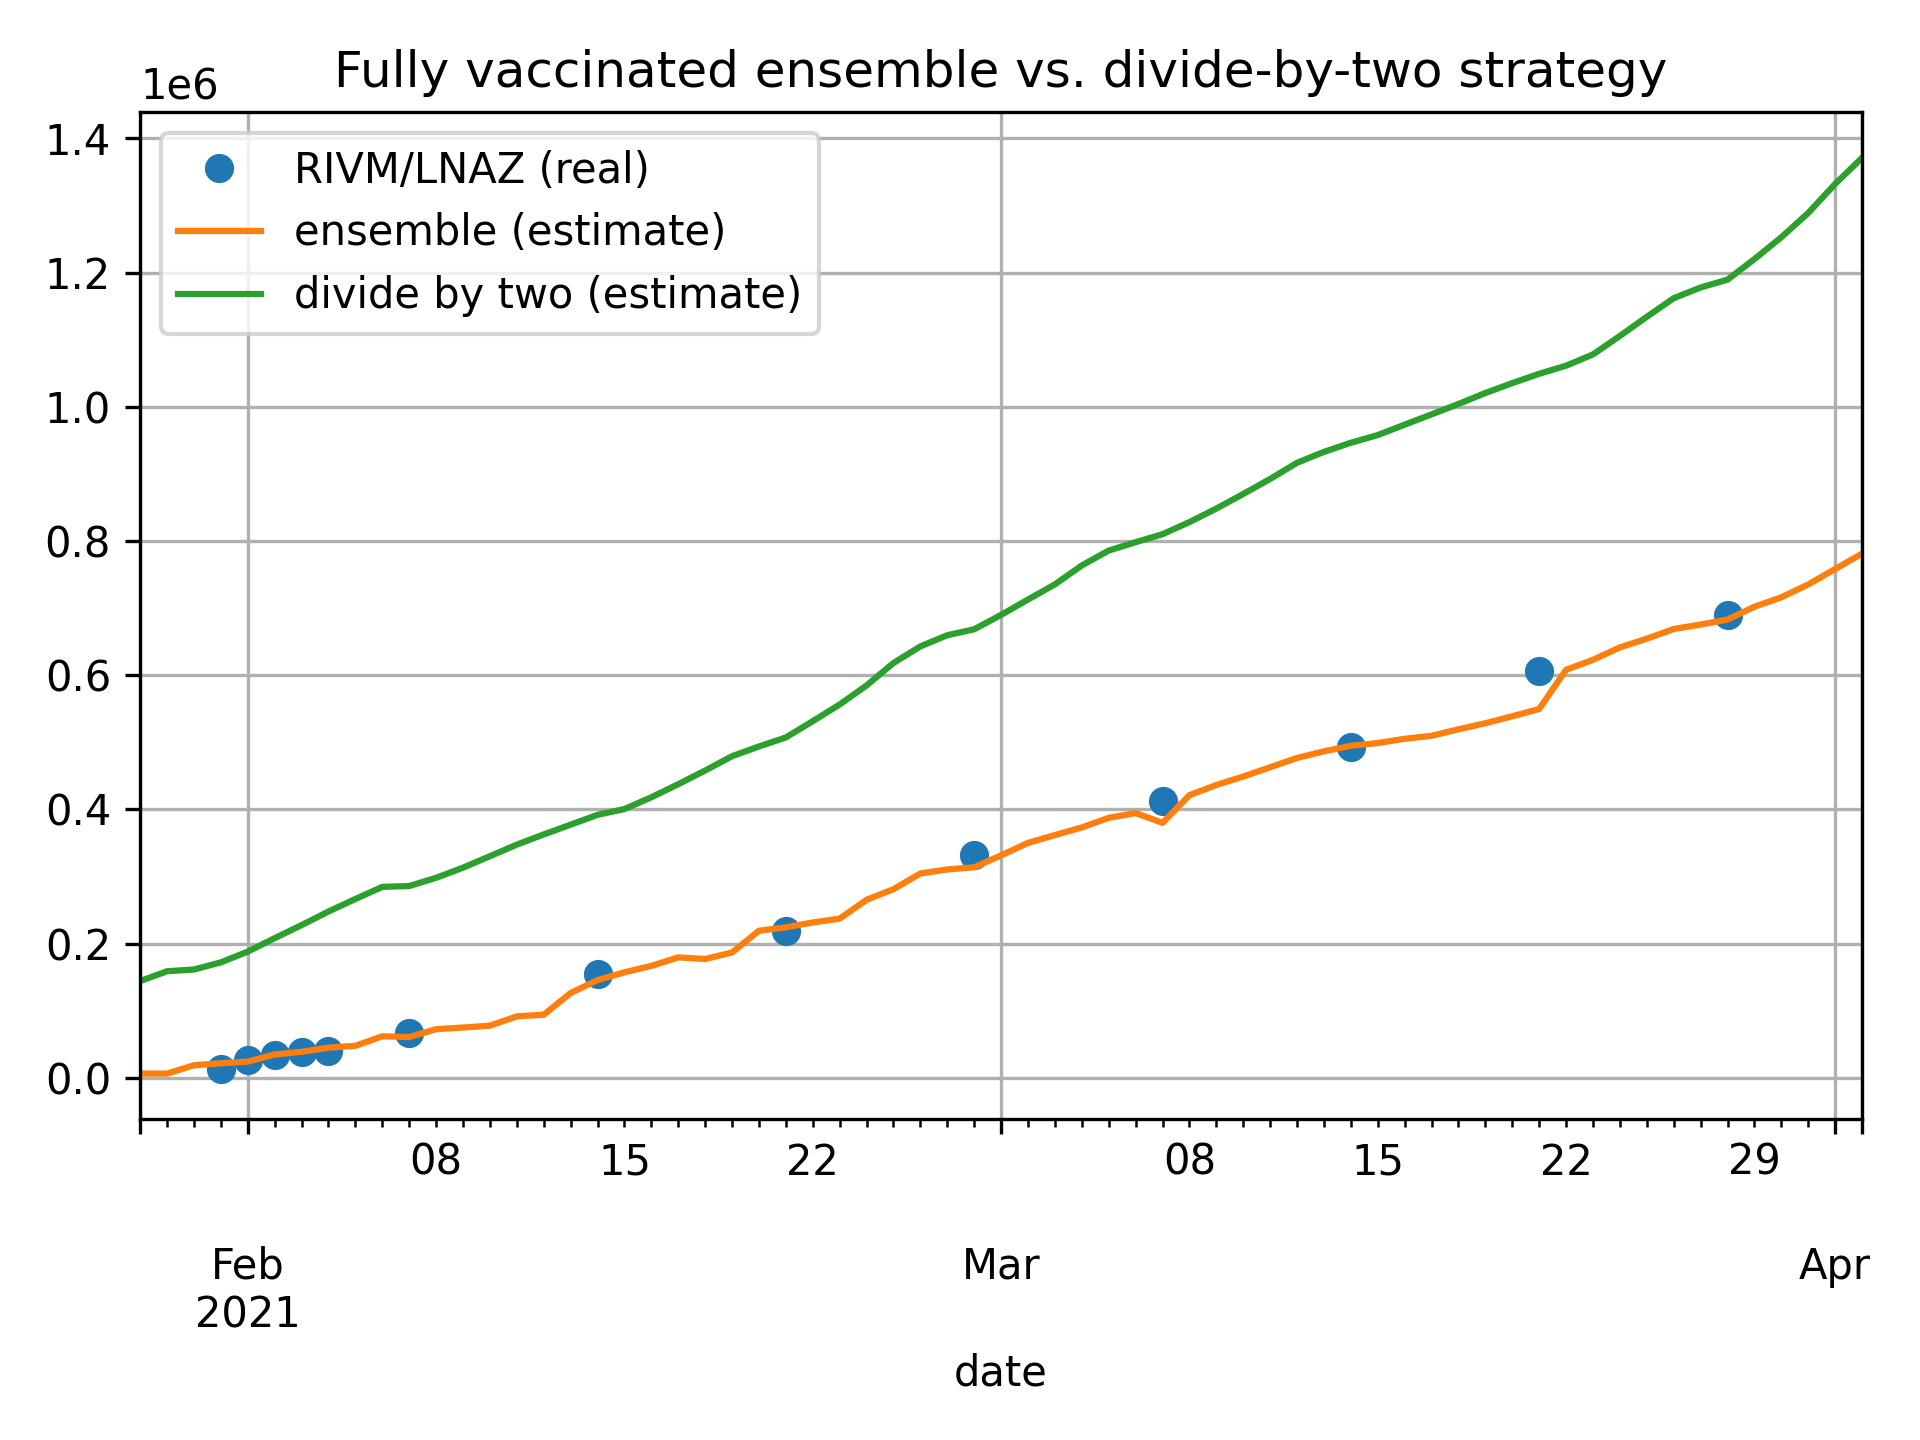 Fully vaccinated ensemble vs. divide-by-two strategy
1e6
1.4
1.2
1.0
0.8
0.6
0.4
0.2
0.0
RIVM/LNAZ (real)
ensemble (estimate)
divide by two (estimate)
08 15 22 08 15 22 29
Feb Mar Apr
2021
date